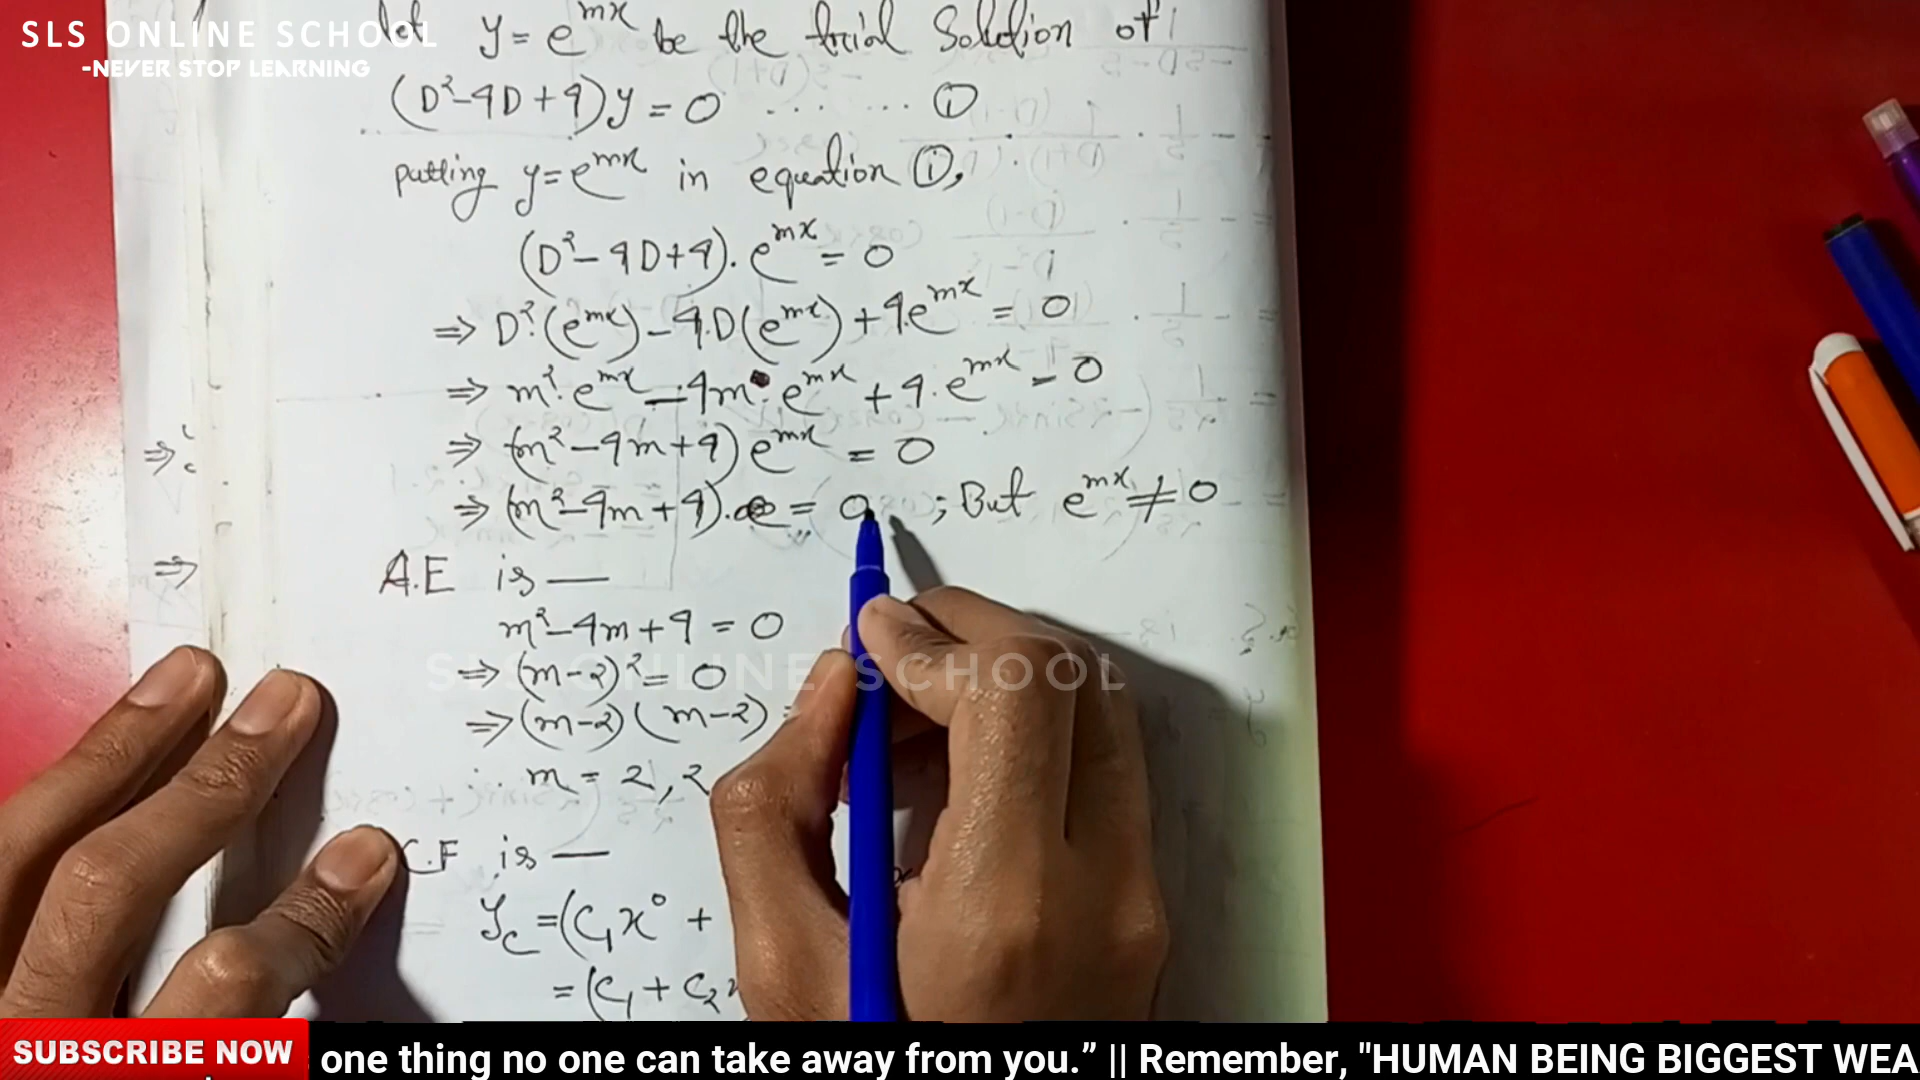 SLS ONLINE SCHOOL
-NEVER STOP LEARNING
let y = e^{mx} be the trial Solution of
(D²-4D+4)y = 0 ... ... ①
putting y=e^{mx} in equation ①,
(D²-4D+4).e^{mx} = 0
⇒ D²(e^{mx})-4.D(e^{mx})+4.e^{mx} = 0
⇒ m².e^{mx} - 4m.e^{mx} + 4.e^{mx} = 0
⇒ (m²-4m+4)e^{mx} = 0
⇒ (m²-4m+4). = 0 ; But e^{mx} ≠ 0
A.E is —
m²-4m+4 = 0
⇒ (m-2)² = 0
SLS ONLINE SCHOOL
⇒ (m-2)(m-2) =
∴ m = 2, 2
C.F is —
y_c = (c₁x⁰ +
= (c₁ + c₂x
SUBSCRIBE NOW
one thing no one can take away from you.” || Remember, "HUMAN BEING BIGGEST WEA